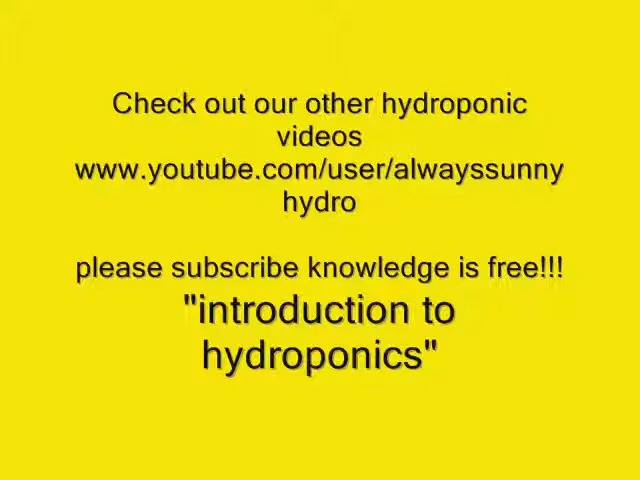 Check out our other hydroponic
videos
www.youtube.com/user/alwayssunny
hydro
please subscribe knowledge is free!!!
"introduction to
hydroponics"